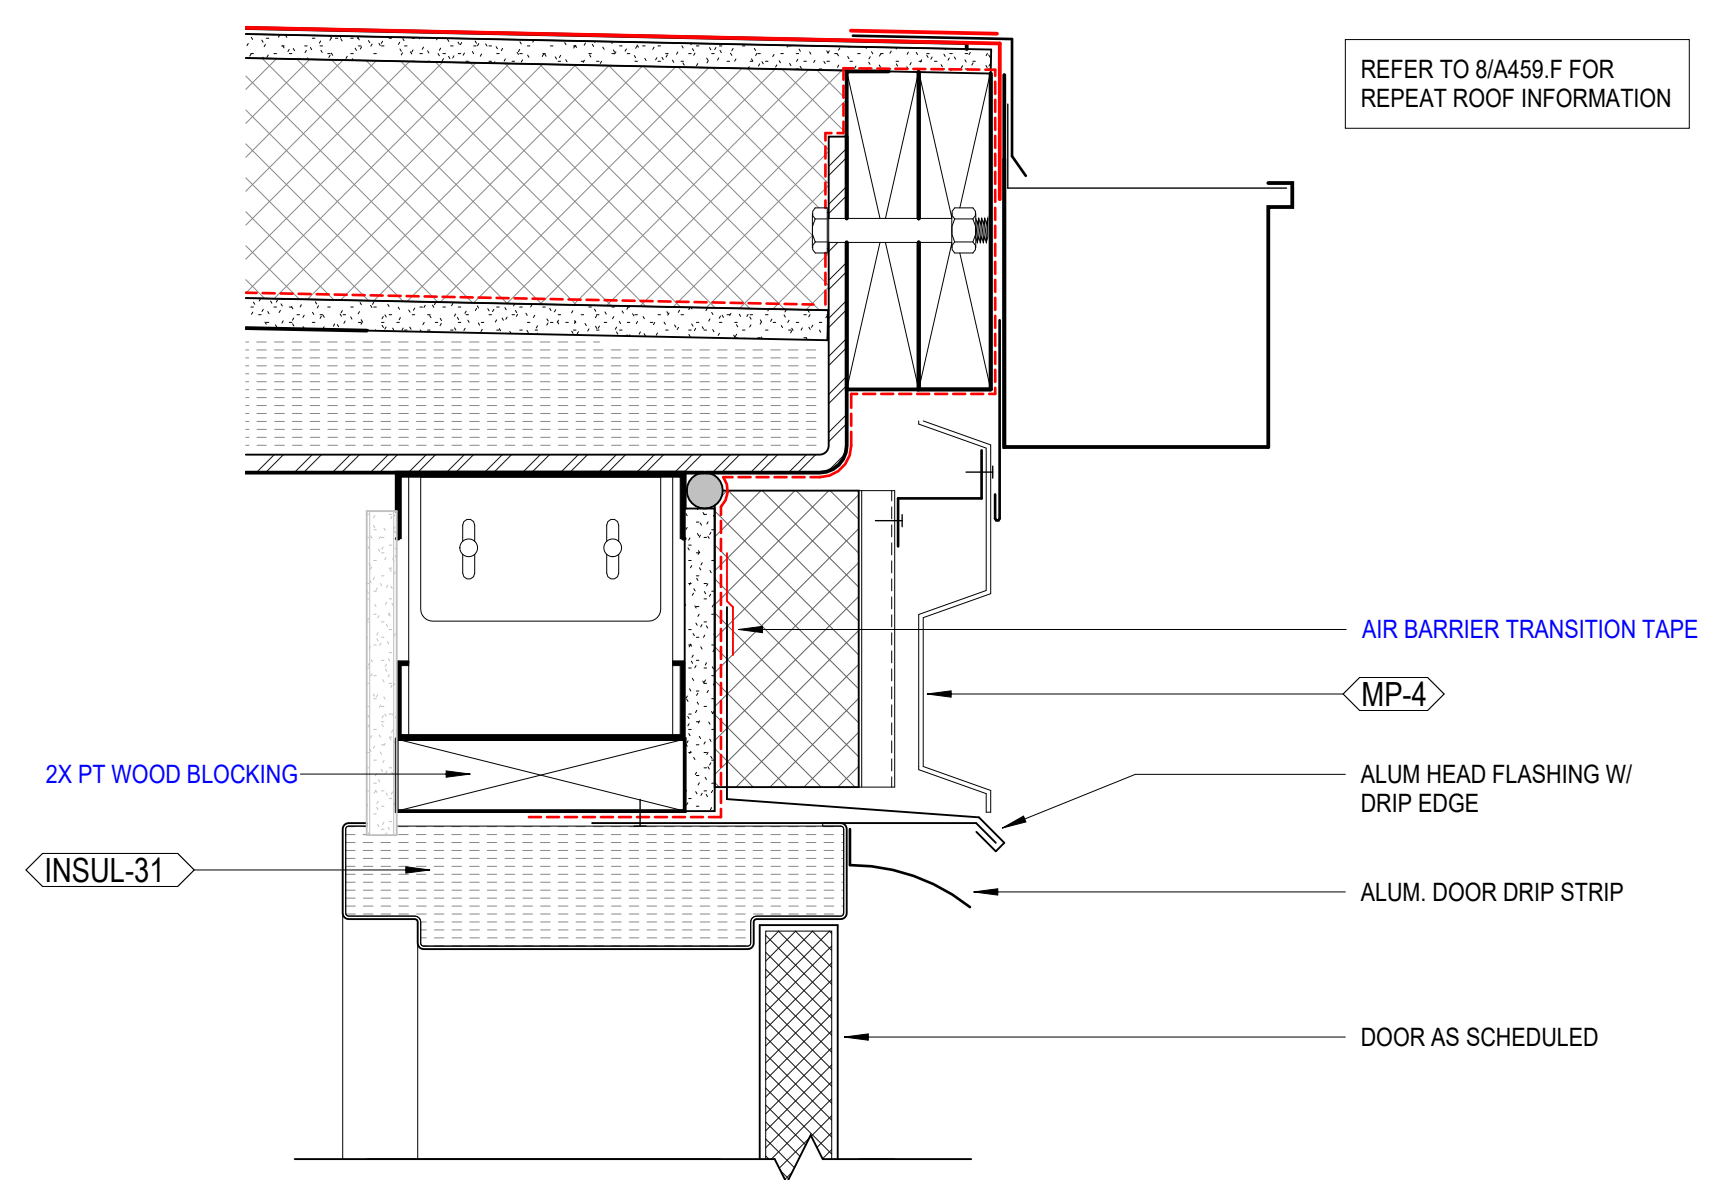 REFER TO 8/A459.F FOR
REPEAT ROOF INFORMATION
AIR BARRIER TRANSITION TAPE
MP-4
2X PT WOOD BLOCKING
ALUM HEAD FLASHING W/
DRIP EDGE
INSUL-31
ALUM. DOOR DRIP STRIP
DOOR AS SCHEDULED